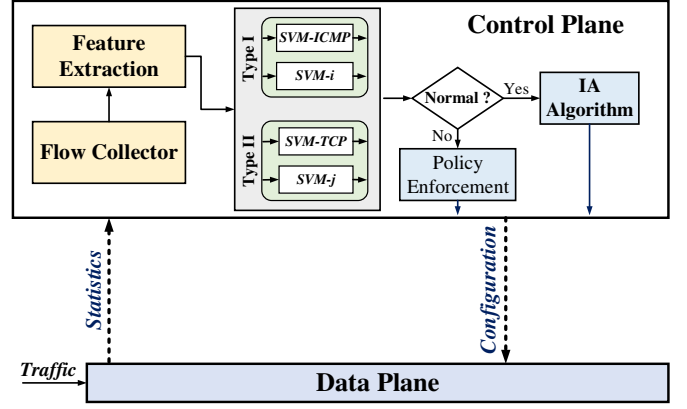 Control Plane
Feature
Extraction
Flow Collector
Type I
SVM-ICMP
SVM-i
Type II
SVM-TCP
SVM-j
Normal ?
Yes
No
IA
Algorithm
Policy
Enforcement
Statistics
Configuration
Traffic
Data Plane